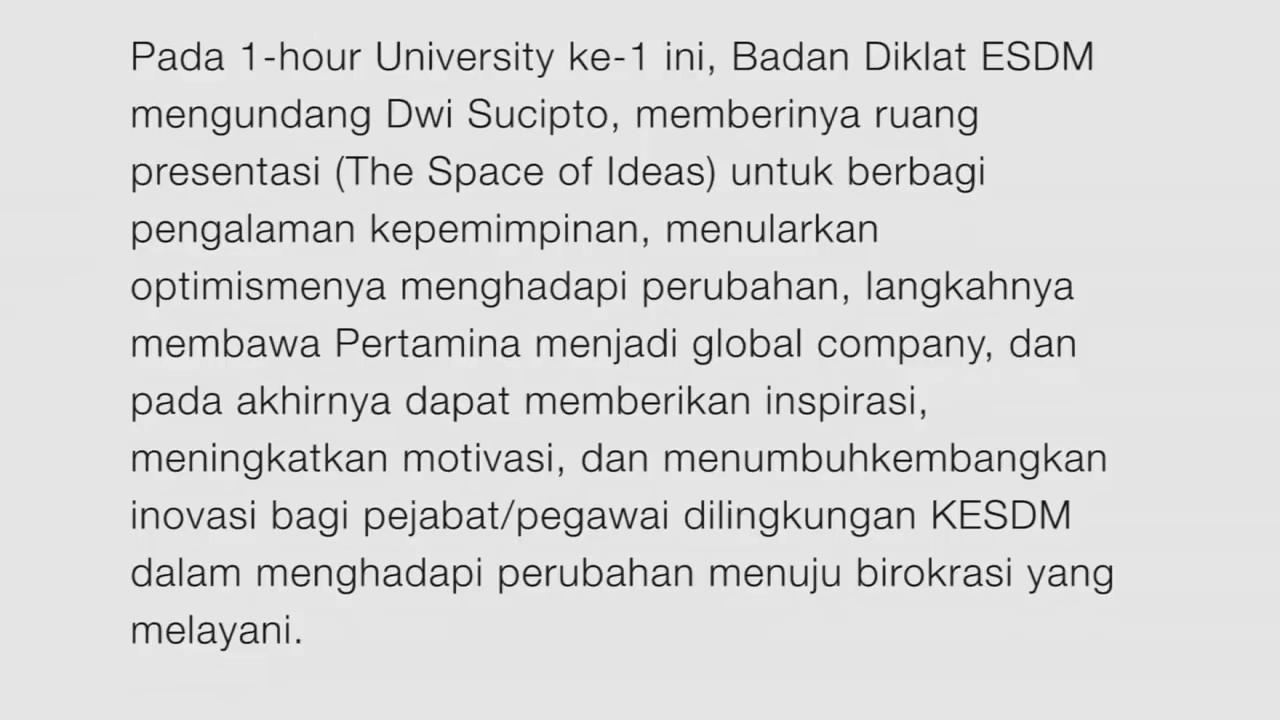 Pada 1-hour University ke-1 ini, Badan Diklat ESDM
mengundang Dwi Sucipto, memberinya ruang
presentasi (The Space of Ideas) untuk berbagi
pengalaman kepemimpinan, menularkan
optimismenya menghadapi perubahan, langkahnya
membawa Pertamina menjadi global company, dan
pada akhirnya dapat memberikan inspirasi,
meningkatkan motivasi, dan menumbuhkembangkan
inovasi bagi pejabat/pegawai dilingkungan KESDM
dalam menghadapi perubahan menuju birokrasi yang
melayani.